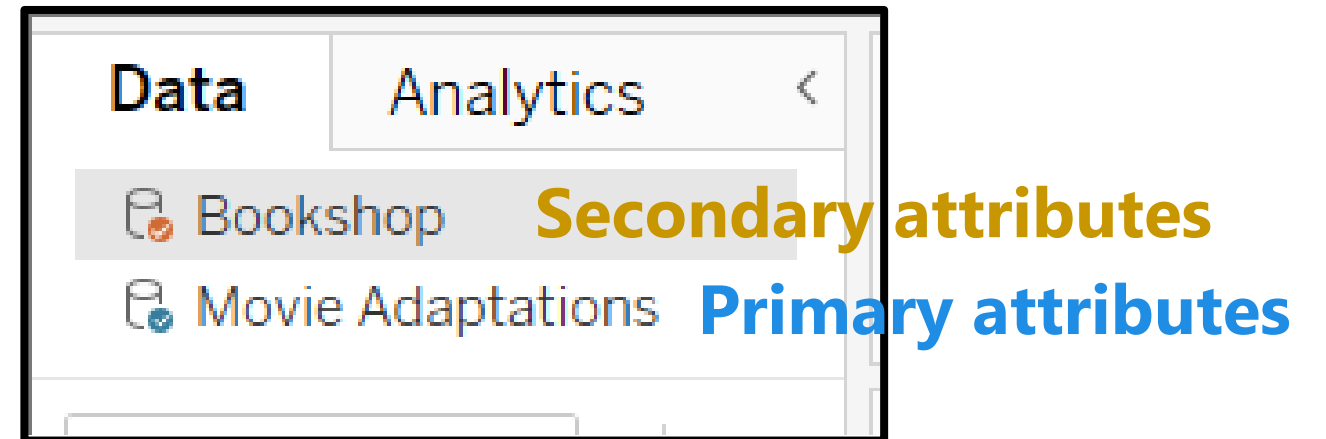 Data Analytics <
Bookshop Secondary attributes
Movie Adaptations Primary attributes